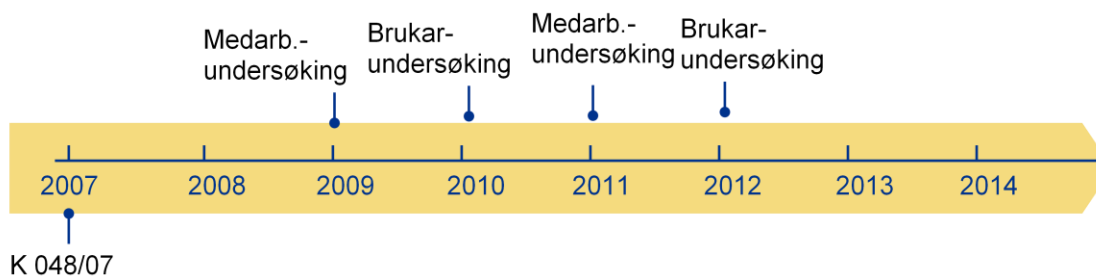 Medarb.-
undersøking
Brukar-
undersøking
Medarb.-
undersøking
Brukar-
undersøking
2007
2008
2009
2010
2011
2012
2013
2014
K 048/07